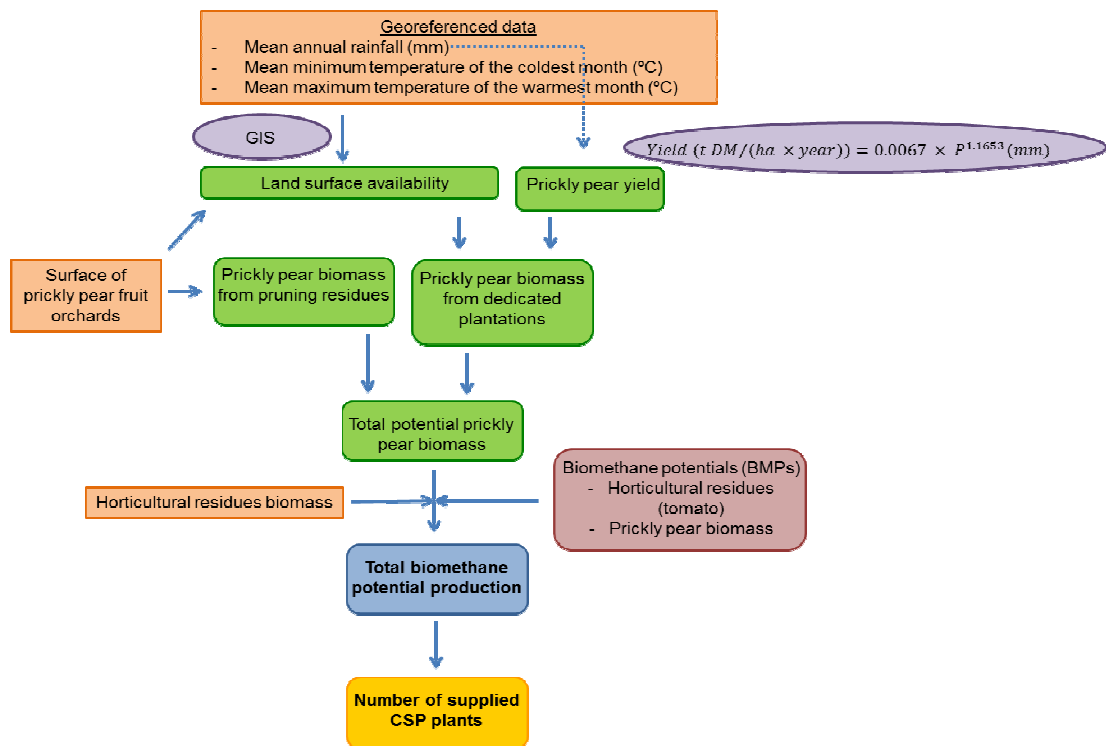 Georeferenced data
- Mean annual rainfall (mm)
- Mean minimum temperature of the coldest month (ºC)
- Mean maximum temperature of the warmest month (ºC)
GIS
Yield (t DM/(ha × year)) = 0.0067 × P^1.1653 (mm)
Land surface availability
Prickly pear yield
Surface of
prickly pear fruit
orchards
Prickly pear biomass
from pruning residues
Prickly pear biomass
from dedicated
plantations
Total potential prickly
pear biomass
Horticultural residues biomass
Biomethane potentials (BMPs)
- Horticultural residues
(tomato)
- Prickly pear biomass
Total biomethane
potential production
Number of supplied
CSP plants